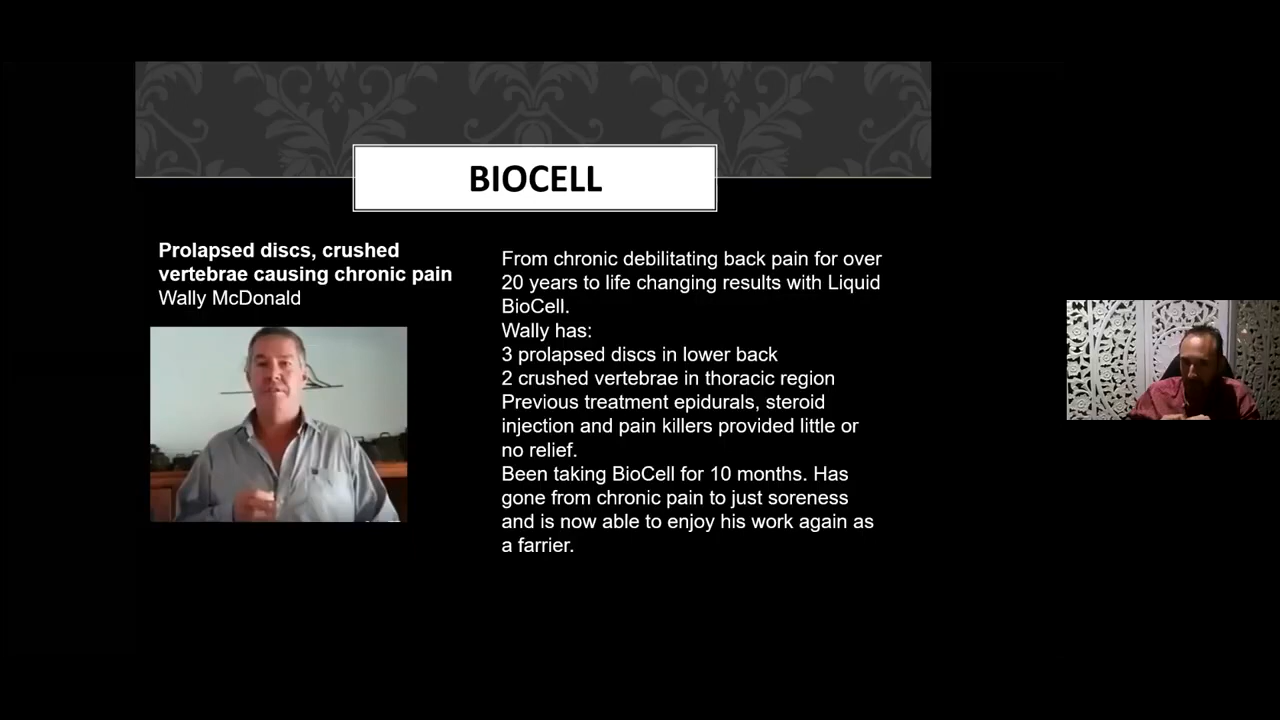 BIOCELL
Prolapsed discs, crushed
vertebrae causing chronic pain
Wally McDonald
From chronic debilitating back pain for over
20 years to life changing results with Liquid
BioCell.
Wally has:
3 prolapsed discs in lower back
2 crushed vertebrae in thoracic region
Previous treatment epidurals, steroid
injection and pain killers provided little or
no relief.
Been taking BioCell for 10 months. Has
gone from chronic pain to just soreness
and is now able to enjoy his work again as
a farrier.